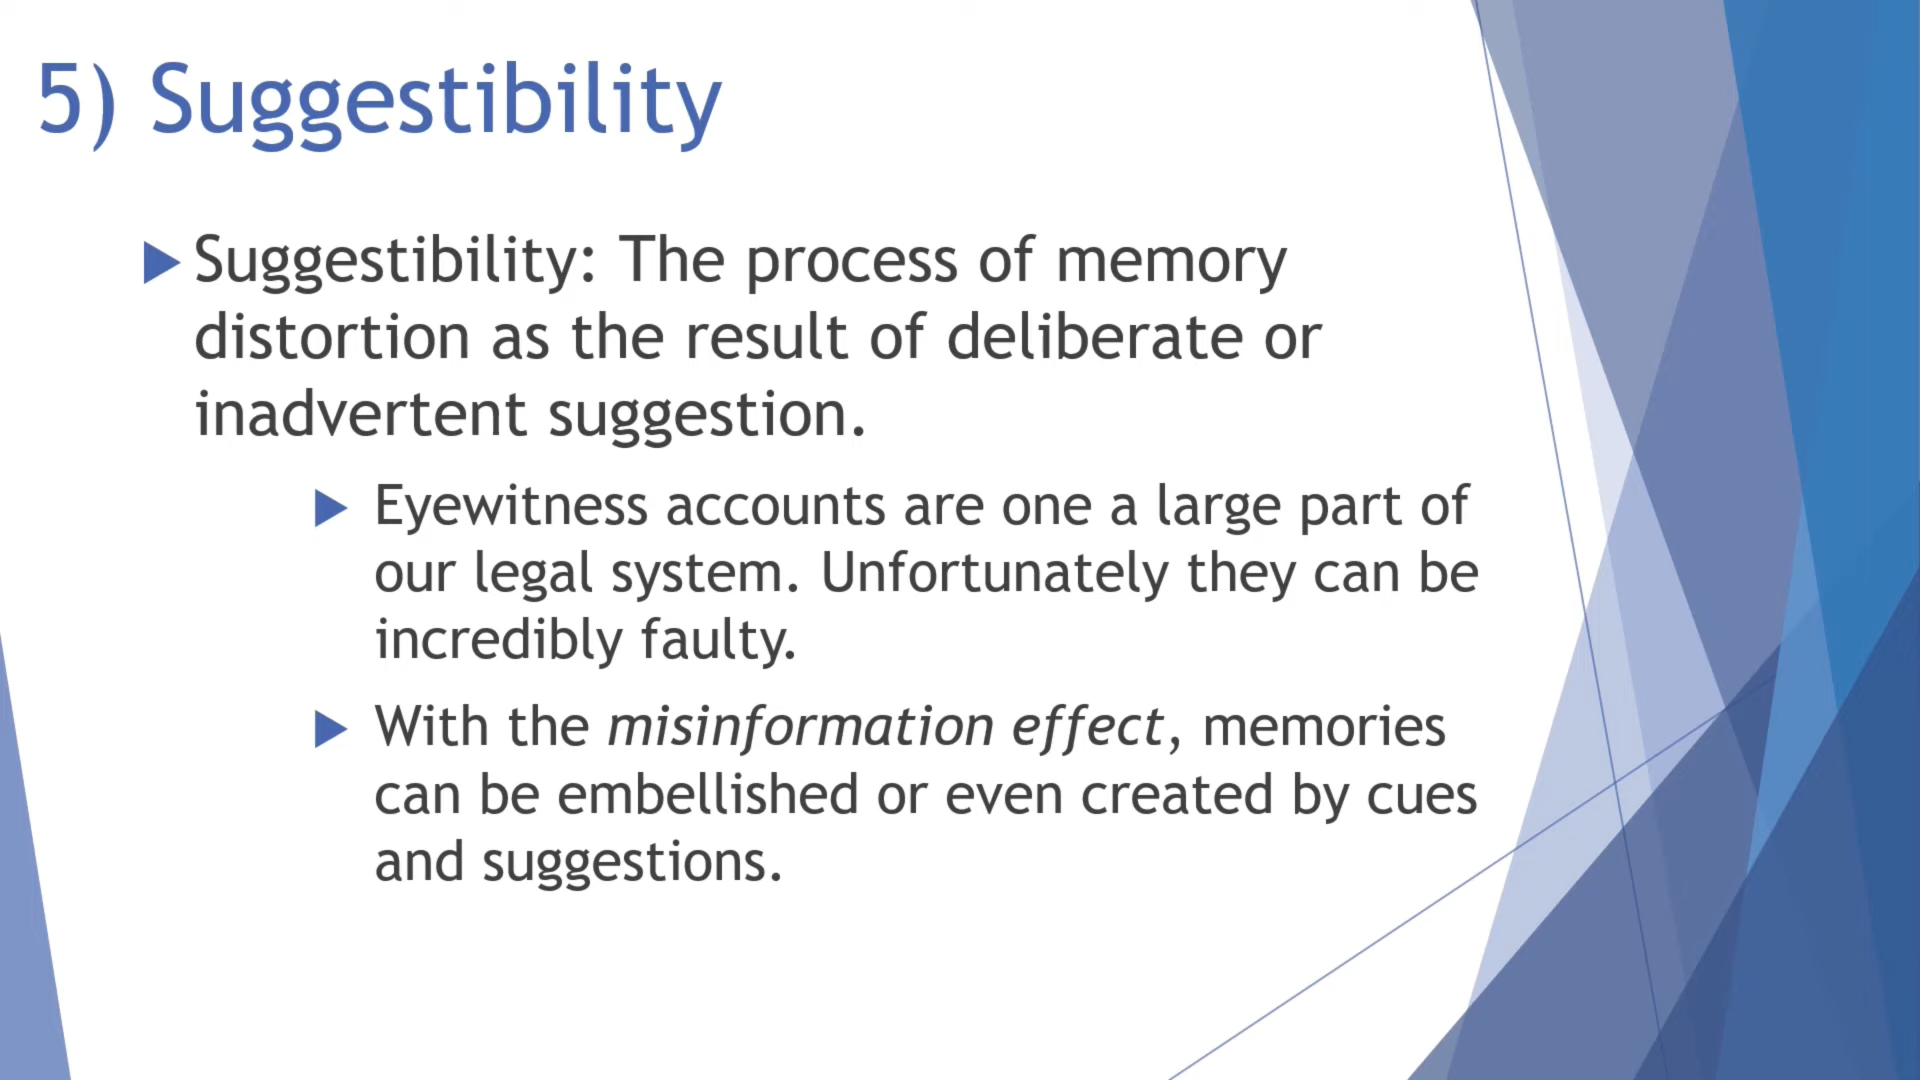 5) Suggestibility
Suggestibility: The process of memory
distortion as the result of deliberate or
inadvertent suggestion.
Eyewitness accounts are one a large part of
our legal system. Unfortunately they can be
incredibly faulty.
With the misinformation effect, memories
can be embellished or even created by cues
and suggestions.